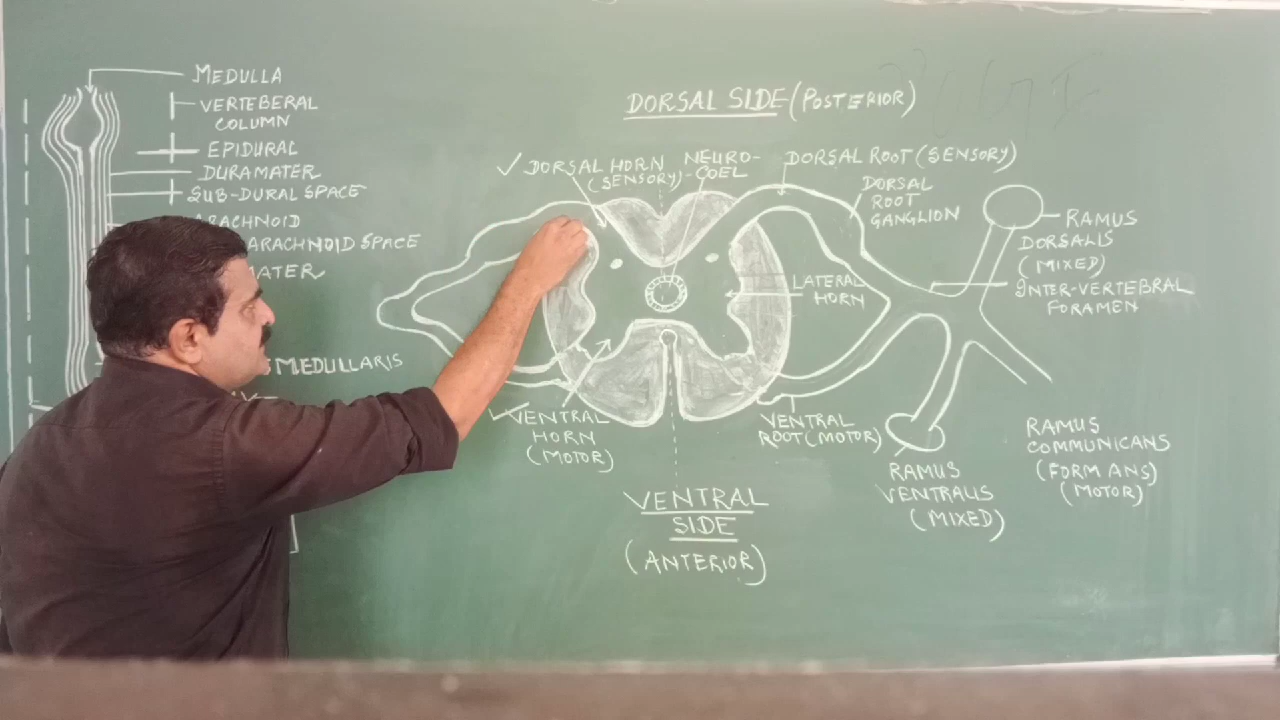 MEDULLA
VERTEBERAL
COLUMN
EPIDURAL
DURAMATER
SUB-DURAL SPACE
ARACHNOID
ARACHNOID SPACE
MATER
MEDULLARIS
DORSAL SIDE (POSTERIOR)
DORSAL HORN
(SENSORY)
NEURO-
COEL
DORSAL ROOT (SENSORY)
DORSAL
ROOT
GANGLION
RAMUS
DORSALIS
(MIXED)
INTER-VERTEBRAL
FORAMEN
LATERAL
HORN
VENTRAL
HORN
(MOTOR)
VENTRAL
ROOT (MOTOR)
RAMUS
VENTRALIS
(MIXED)
RAMUS
COMMUNICANS
(FORM ANS)
(MOTOR)
VENTRAL
SIDE
(ANTERIOR)